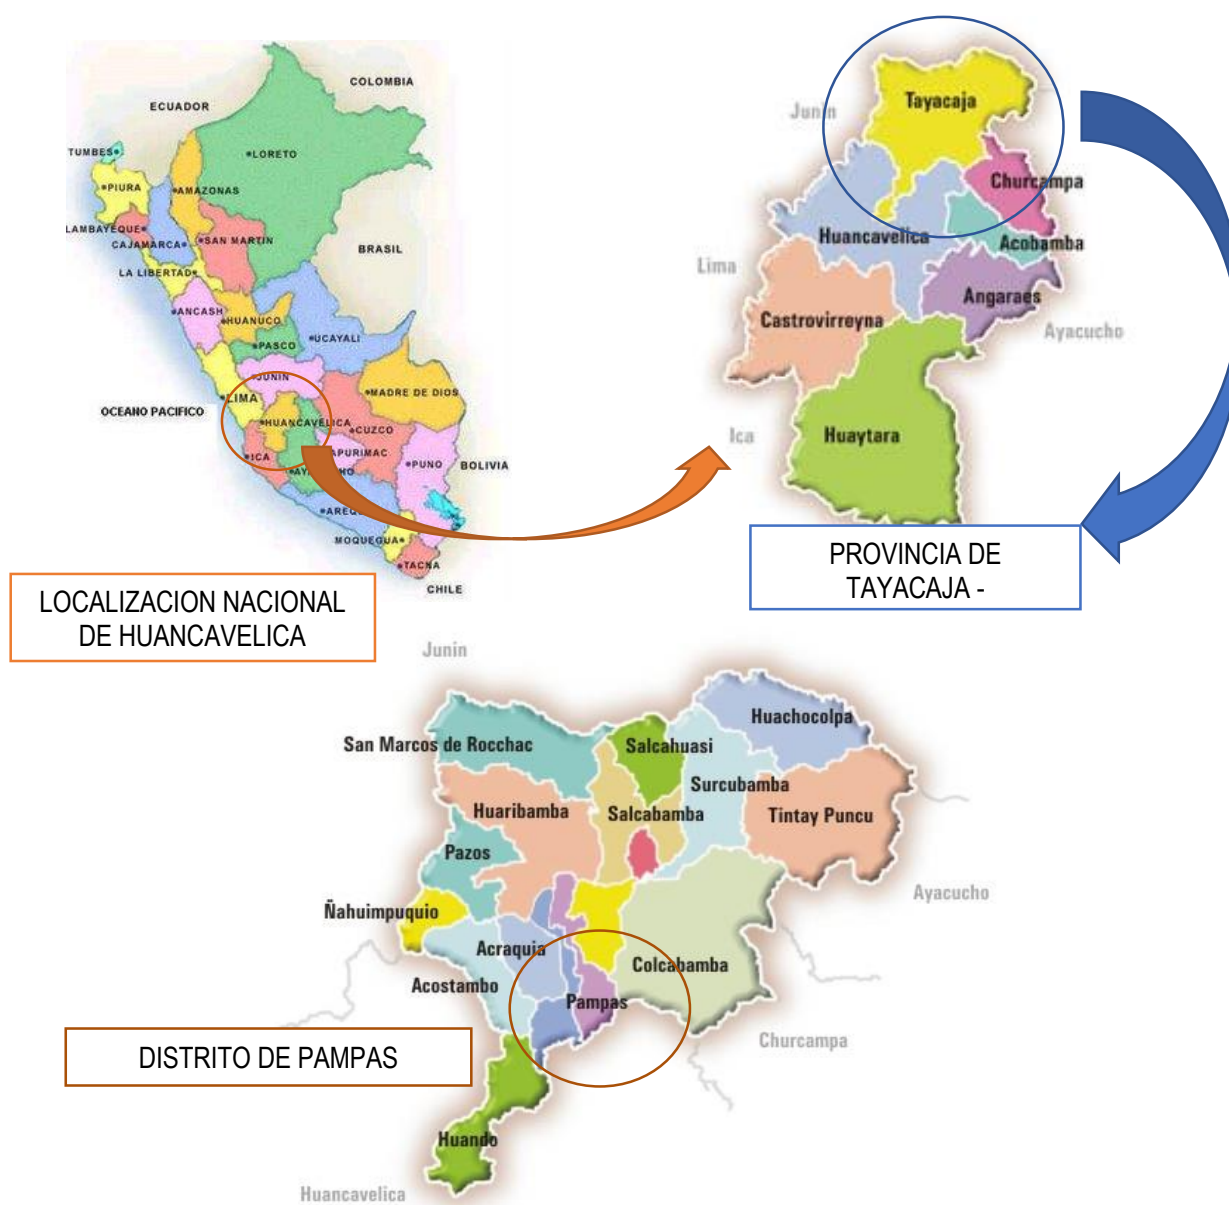 COLOMBIA
ECUADOR
TUMBES
LORETO
PIURA
AMAZONAS
LAMBAYEQUE
SAN MARTIN
CAJAMARCA
BRASIL
LA LIBERTAD
ANCASH
HUANUCO
UCAYALI
PASCO
JUNIN
MADRE DE DIOS
LIMA
OCEANO PACIFICO
HUANCAVELICA
CUZCO
ICA
APURIMAC
PUNO
BOLIVIA
AREQ
MOQUEGUA
TACNA
CHILE
LOCALIZACION NACIONAL
DE HUANCAVELICA
Tayacaja
Junin
Churcampa
Huancavelica
Acobamba
Lima
Angaraes
Castrovirreyna
Ayacucho
Ica
Huaytara
PROVINCIA DE
TAYACAJA -
Junin
Huachocolpa
San Marcos de Rocchac
Salcahuasi
Surcubamba
Huaribamba
Salcabamba
Tintay Puncu
Pazos
Ayacucho
Ñahuimpuquio
Acraquia
Colcabamba
Acostambo
Pampas
Churcampa
DISTRITO DE PAMPAS
Huando
Huancavelica